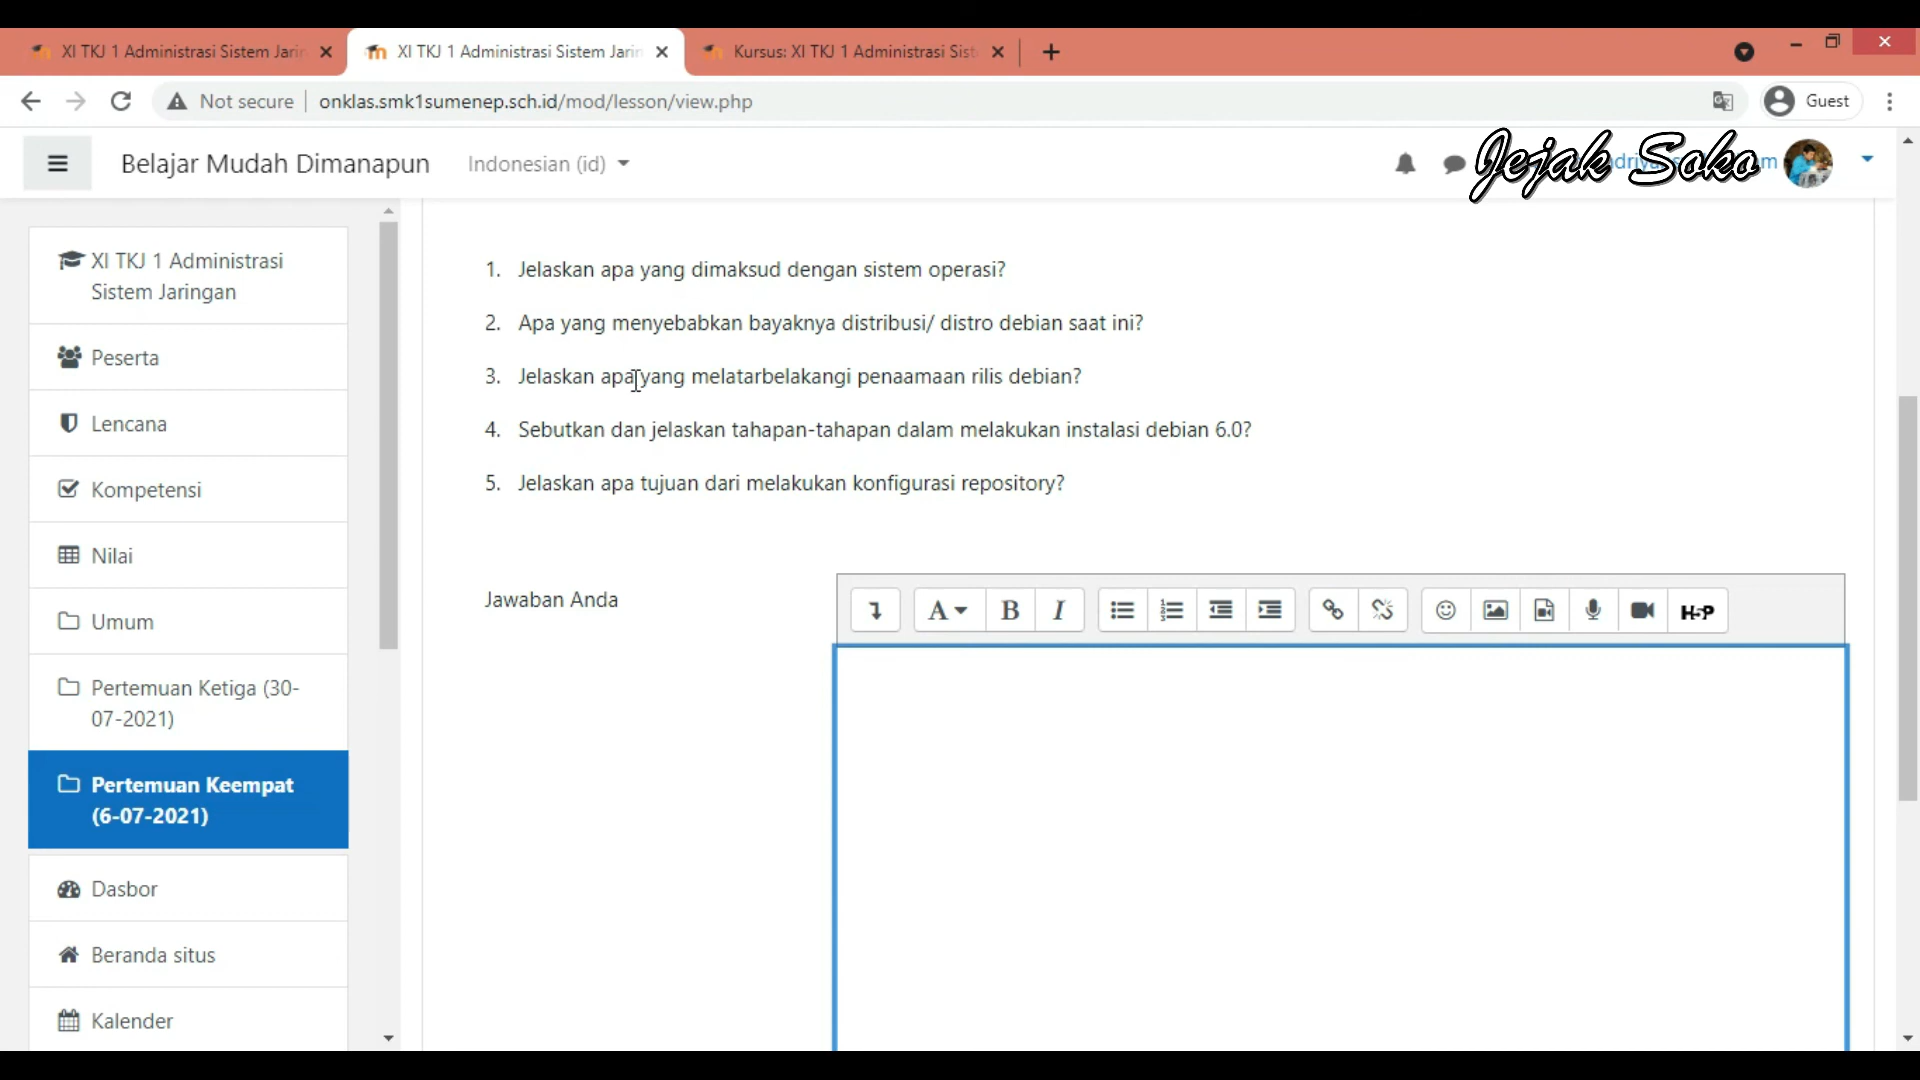 XI TKJ 1 Administrasi Sistem Jarin
XI TKJ 1 Administrasi Sistem Jarin
Kursus: XI TKJ 1 Administrasi Sist
Not secure
onklas.smk1sumenep.sch.id/mod/lesson/view.php
Guest
Belajar Mudah Dimanapun
Indonesian (id)
Jejak Soko
XI TKJ 1 Administrasi
Sistem Jaringan
Peserta
Lencana
Kompetensi
Nilai
Umum
Pertemuan Ketiga (30-
07-2021)
Pertemuan Keempat
(6-07-2021)
Dasbor
Beranda situs
Kalender
1. Jelaskan apa yang dimaksud dengan sistem operasi?
2. Apa yang menyebabkan bayaknya distribusi/ distro debian saat ini?
3. Jelaskan apa yang melatarbelakangi penaamaan rilis debian?
4. Sebutkan dan jelaskan tahapan-tahapan dalam melakukan instalasi debian 6.0?
5. Jelaskan apa tujuan dari melakukan konfigurasi repository?
Jawaban Anda
A B I
H5P